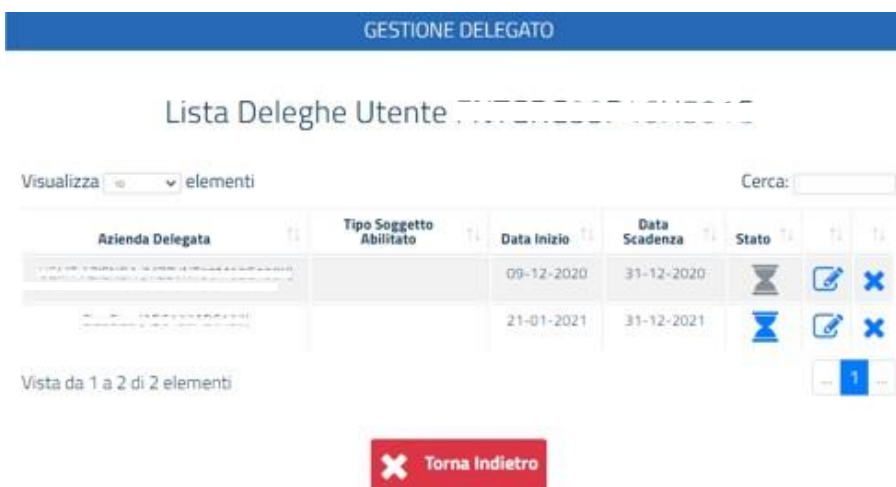 GESTIONE DELEGATO
Lista Deleghe Utente
Visualizza 10 elementi
Cerca:
Azienda Delegata Tipo Soggetto Abilitato Data Inizio Data Scadenza Stato
09-12-2020 31-12-2020
21-01-2021 31-12-2021
Vista da 1 a 2 di 2 elementi
... 1 ...
Torna Indietro